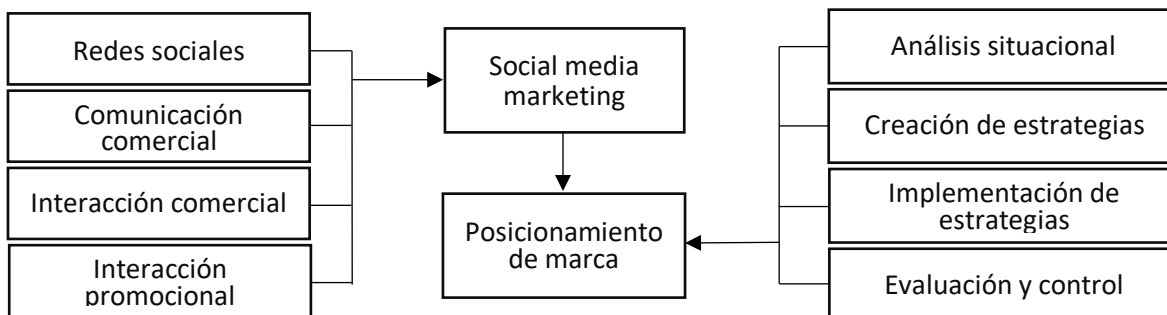 Redes sociales
Comunicación
comercial
Interacción comercial
Interacción
promocional
Social media
marketing
Posicionamiento
de marca
Análisis situacional
Creación de estrategias
Implementación de
estrategias
Evaluación y control